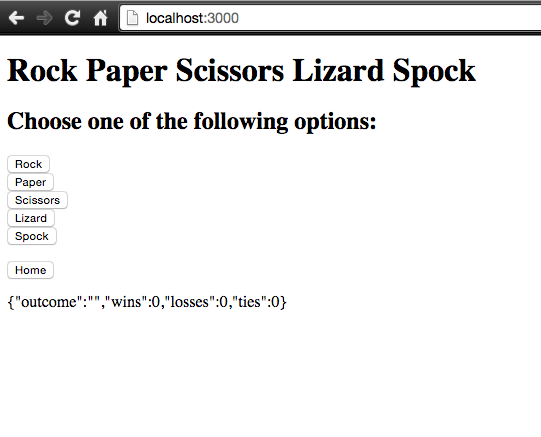 localhost:3000
Rock Paper Scissors Lizard Spock
Choose one of the following options:
Rock
Paper
Scissors
Lizard
Spock
Home
{"outcome":"","wins":0,"losses":0,"ties":0}